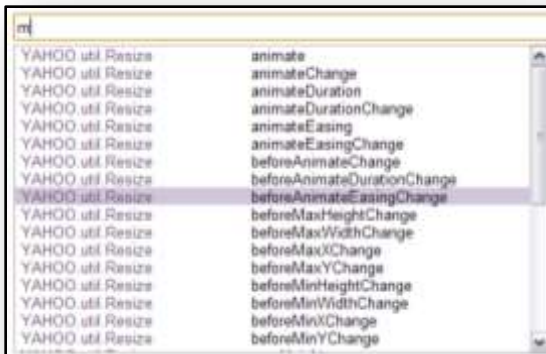 m
YAHOO.util.Resize animate
YAHOO.util.Resize animateChange
YAHOO.util.Resize animateDuration
YAHOO.util.Resize animateDurationChange
YAHOO.util.Resize animateEasing
YAHOO.util.Resize animateEasingChange
YAHOO.util.Resize beforeAnimateChange
YAHOO.util.Resize beforeAnimateDurationChange
YAHOO.util.Resize beforeAnimateEasingChange
YAHOO.util.Resize beforeMaxHeightChange
YAHOO.util.Resize beforeMaxWidthChange
YAHOO.util.Resize beforeMaxXChange
YAHOO.util.Resize beforeMaxYChange
YAHOO.util.Resize beforeMinHeightChange
YAHOO.util.Resize beforeMinWidthChange
YAHOO.util.Resize beforeMinXChange
YAHOO.util.Resize beforeMinYChange